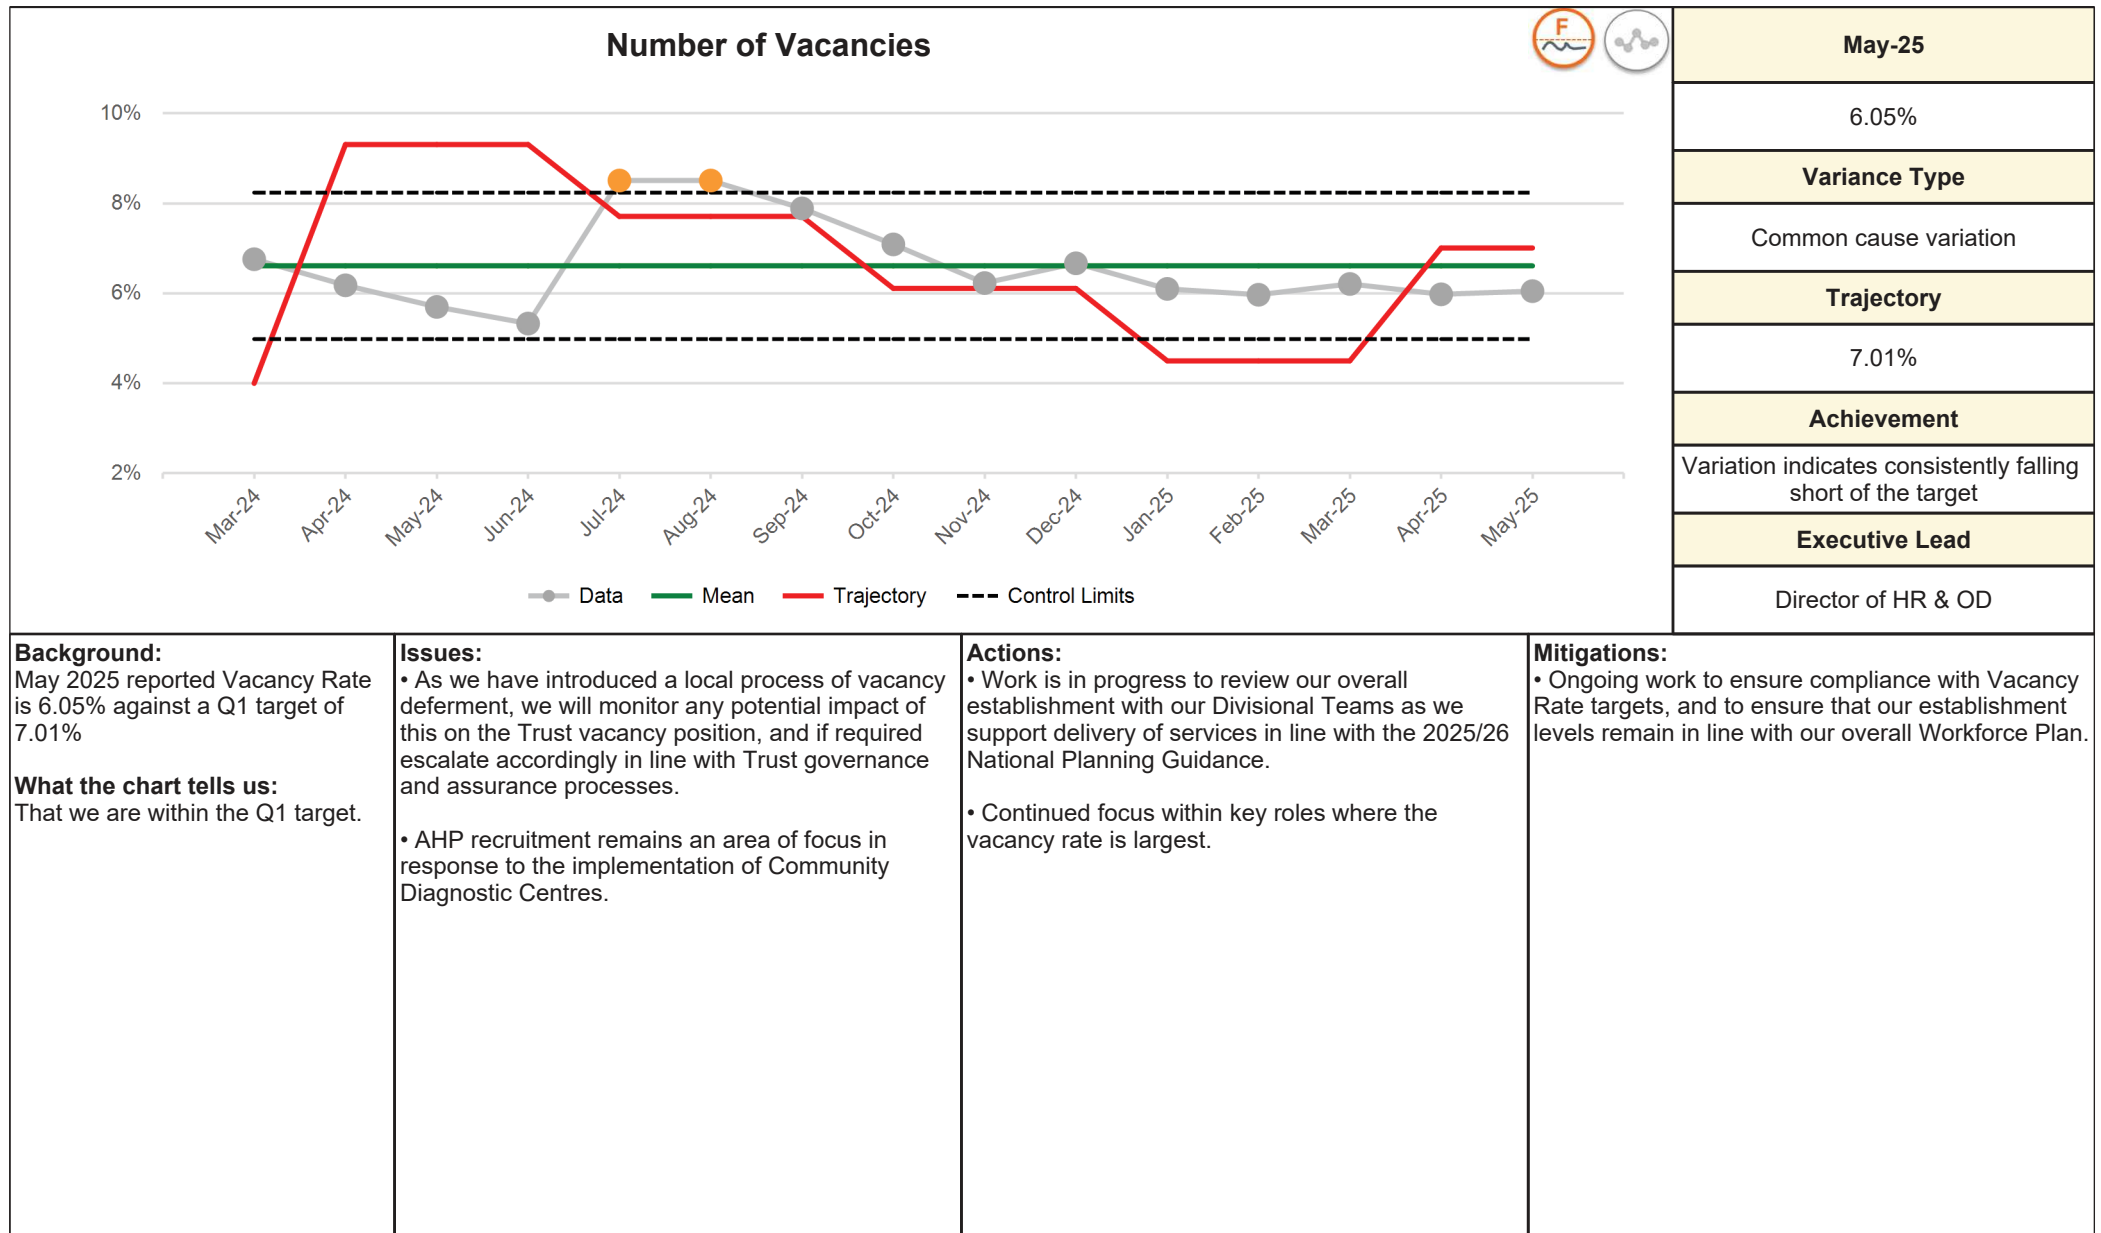 Number of Vacancies
F
10%
8%
6%
4%
2%
Mar-24
Apr-24
May-24
Jun-24
Jul-24
Aug-24
Sep-24
Oct-24
Nov-24
Dec-24
Jan-25
Feb-25
Mar-25
Apr-25
May-25
Data
Mean
Trajectory
Control Limits
May-25
6.05%
Variance Type
Common cause variation
Trajectory
7.01%
Achievement
Variation indicates consistently falling
short of the target
Executive Lead
Director of HR & OD
Background:
May 2025 reported Vacancy Rate
is 6.05% against a Q1 target of
7.01%
What the chart tells us:
That we are within the Q1 target.
Issues:
• As we have introduced a local process of vacancy
deferment, we will monitor any potential impact of
this on the Trust vacancy position, and if required
escalate accordingly in line with Trust governance
and assurance processes.
• AHP recruitment remains an area of focus in
response to the implementation of Community
Diagnostic Centres.
Actions:
• Work is in progress to review our overall
establishment with our Divisional Teams as we
support delivery of services in line with the 2025/26
National Planning Guidance.
• Continued focus within key roles where the
vacancy rate is largest.
Mitigations:
• Ongoing work to ensure compliance with Vacancy
Rate targets, and to ensure that our establishment
levels remain in line with our overall Workforce Plan.